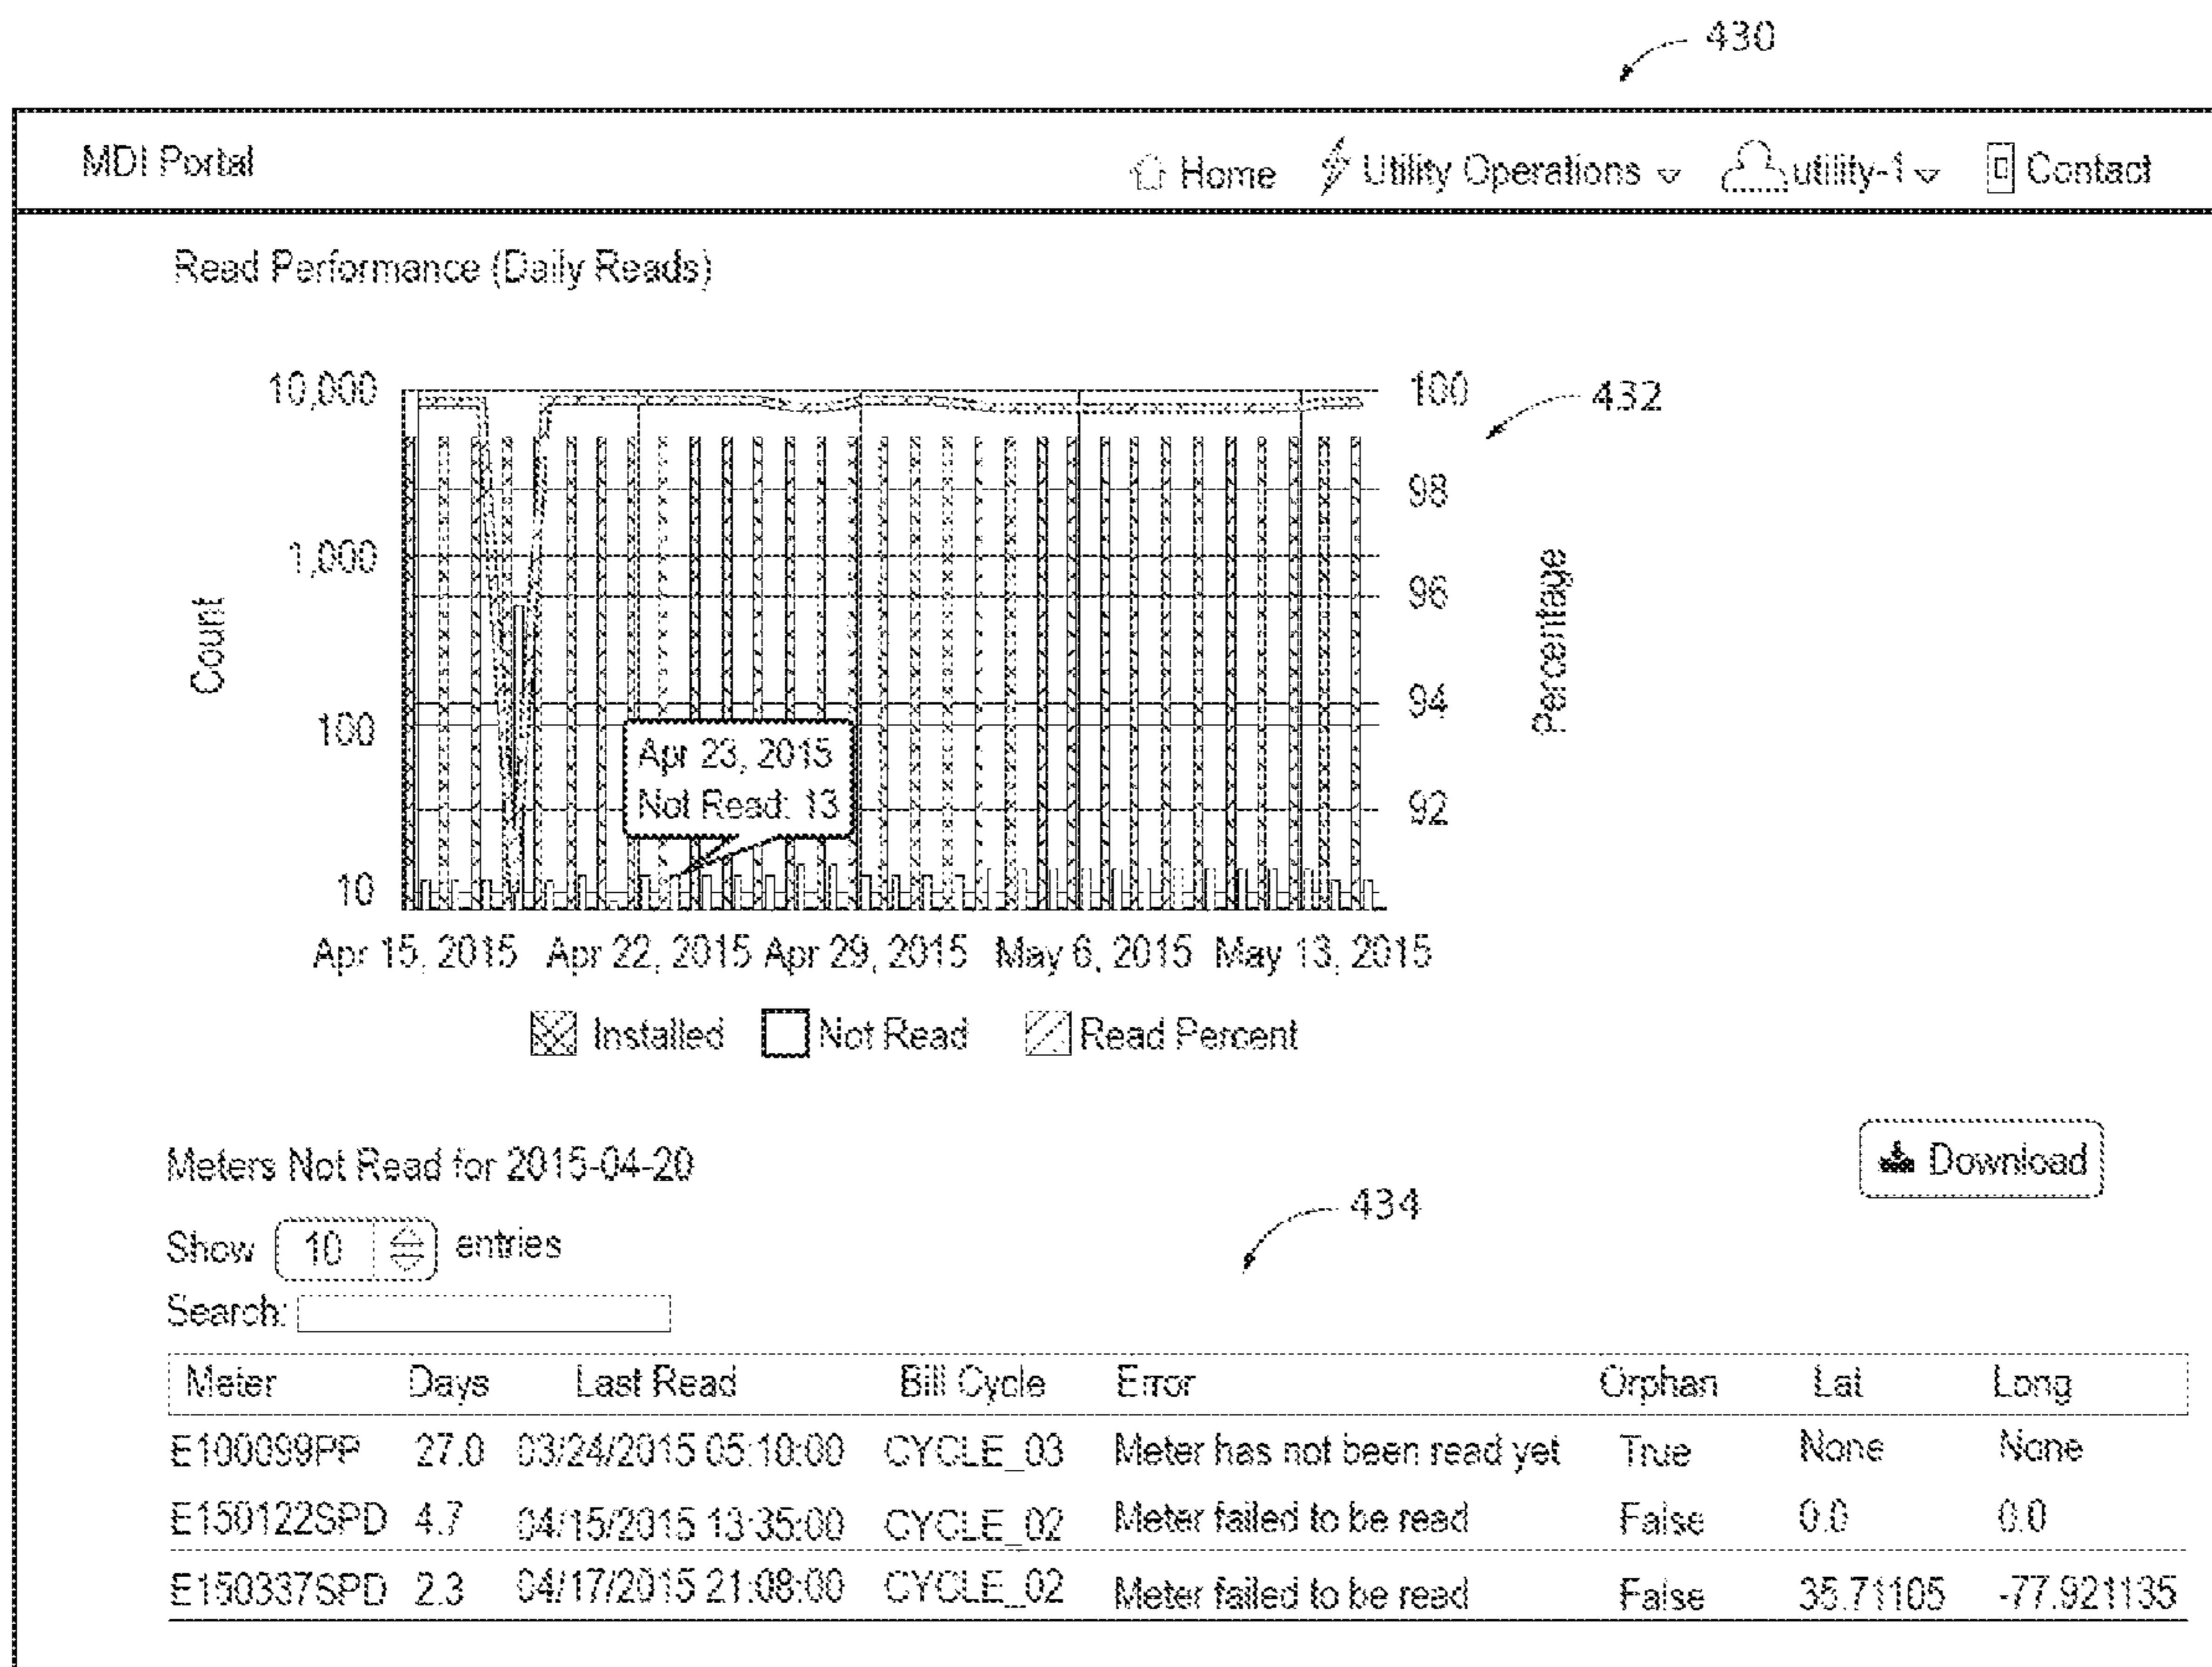 430
MDI Portal
Home Utility Operations utility-1 Contact
Read Performance (Daily Reads)
10,000
1,000
100
10
Count
100
98
96
94
92
Percentage
432
Apr 23, 2015
Not Read: 13
Apr 15, 2015 Apr 22, 2015 Apr 29, 2015 May 6, 2015 May 13, 2015
Installed Not Read Read Percent
Meters Not Read for 2015-04-20
Download
434
Show 10 entries
Search:
Meter Days Last Read Bill Cycle Error Orphan Lat Long
E100099PP 27.0 03/24/2015 05:10:00 CYCLE_03 Meter has not been read yet True None None
E150122SPD 4.7 04/15/2015 13:35:00 CYCLE_02 Meter failed to be read False 0.0 0.0
E150337SPD 2.3 04/17/2015 21:08:00 CYCLE_02 Meter failed to be read False 35.71105 -77.921135